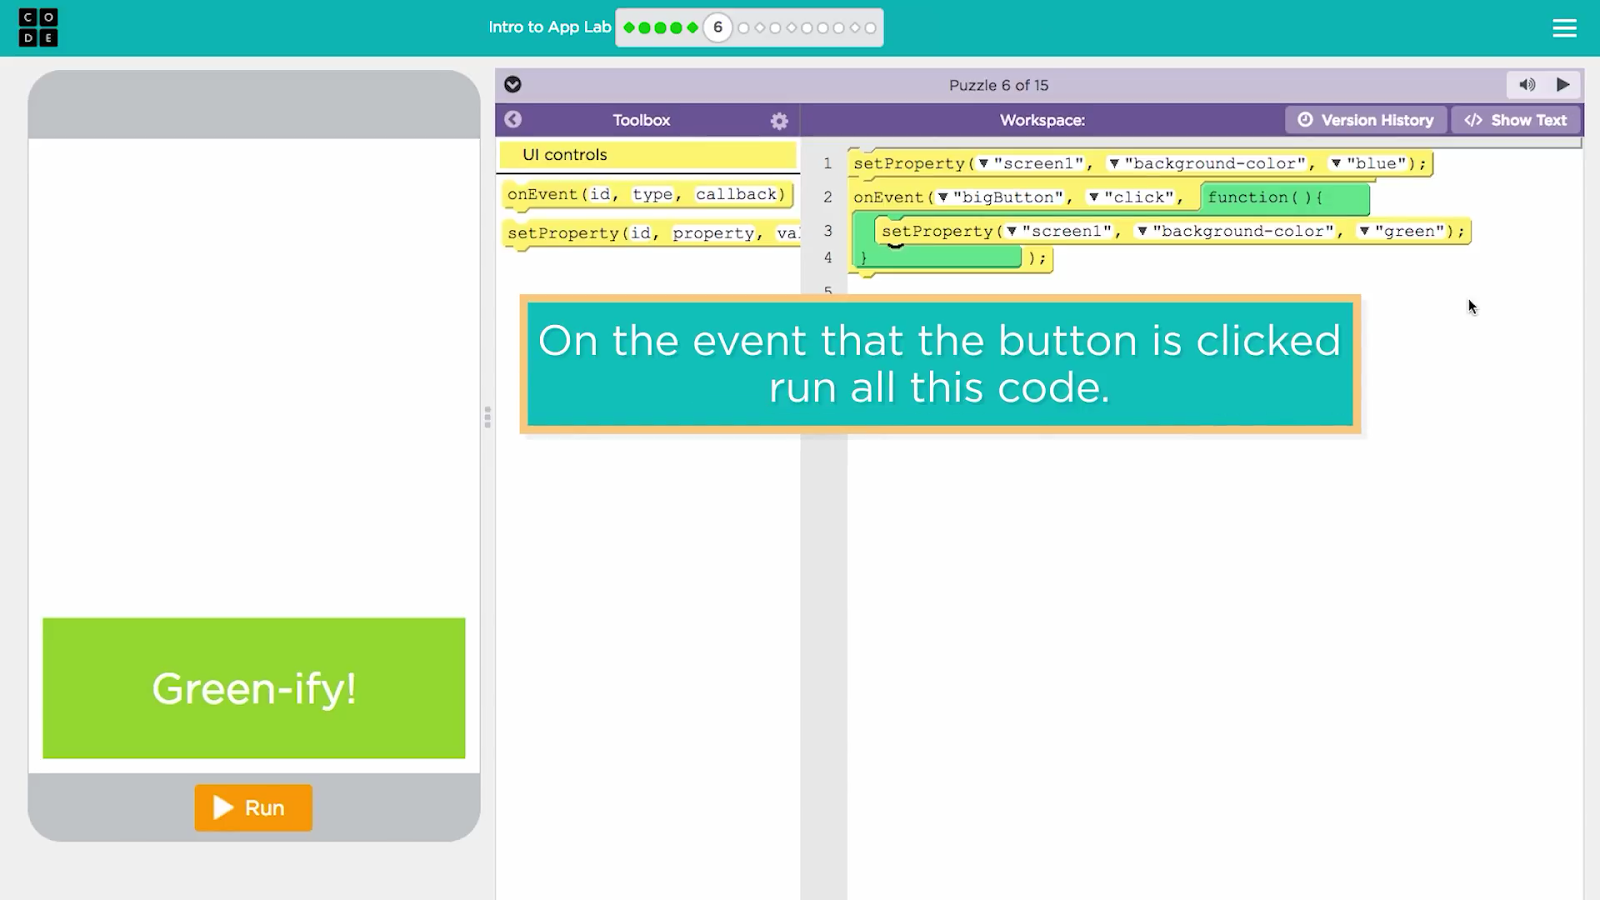 CODE
Intro to App Lab 6
Puzzle 6 of 15
Toolbox
Workspace:
Version History
</> Show Text
UI controls
onEvent(id, type, callback)
setProperty(id, property, val
1 setProperty(▼"screen1", ▼"background-color", ▼"blue");
2 onEvent(▼"bigButton", ▼"click", function(){
3 setProperty(▼"screen1", ▼"background-color", ▼"green");
4 } );
5
On the event that the button is clicked
run all this code.
Green-ify!
Run